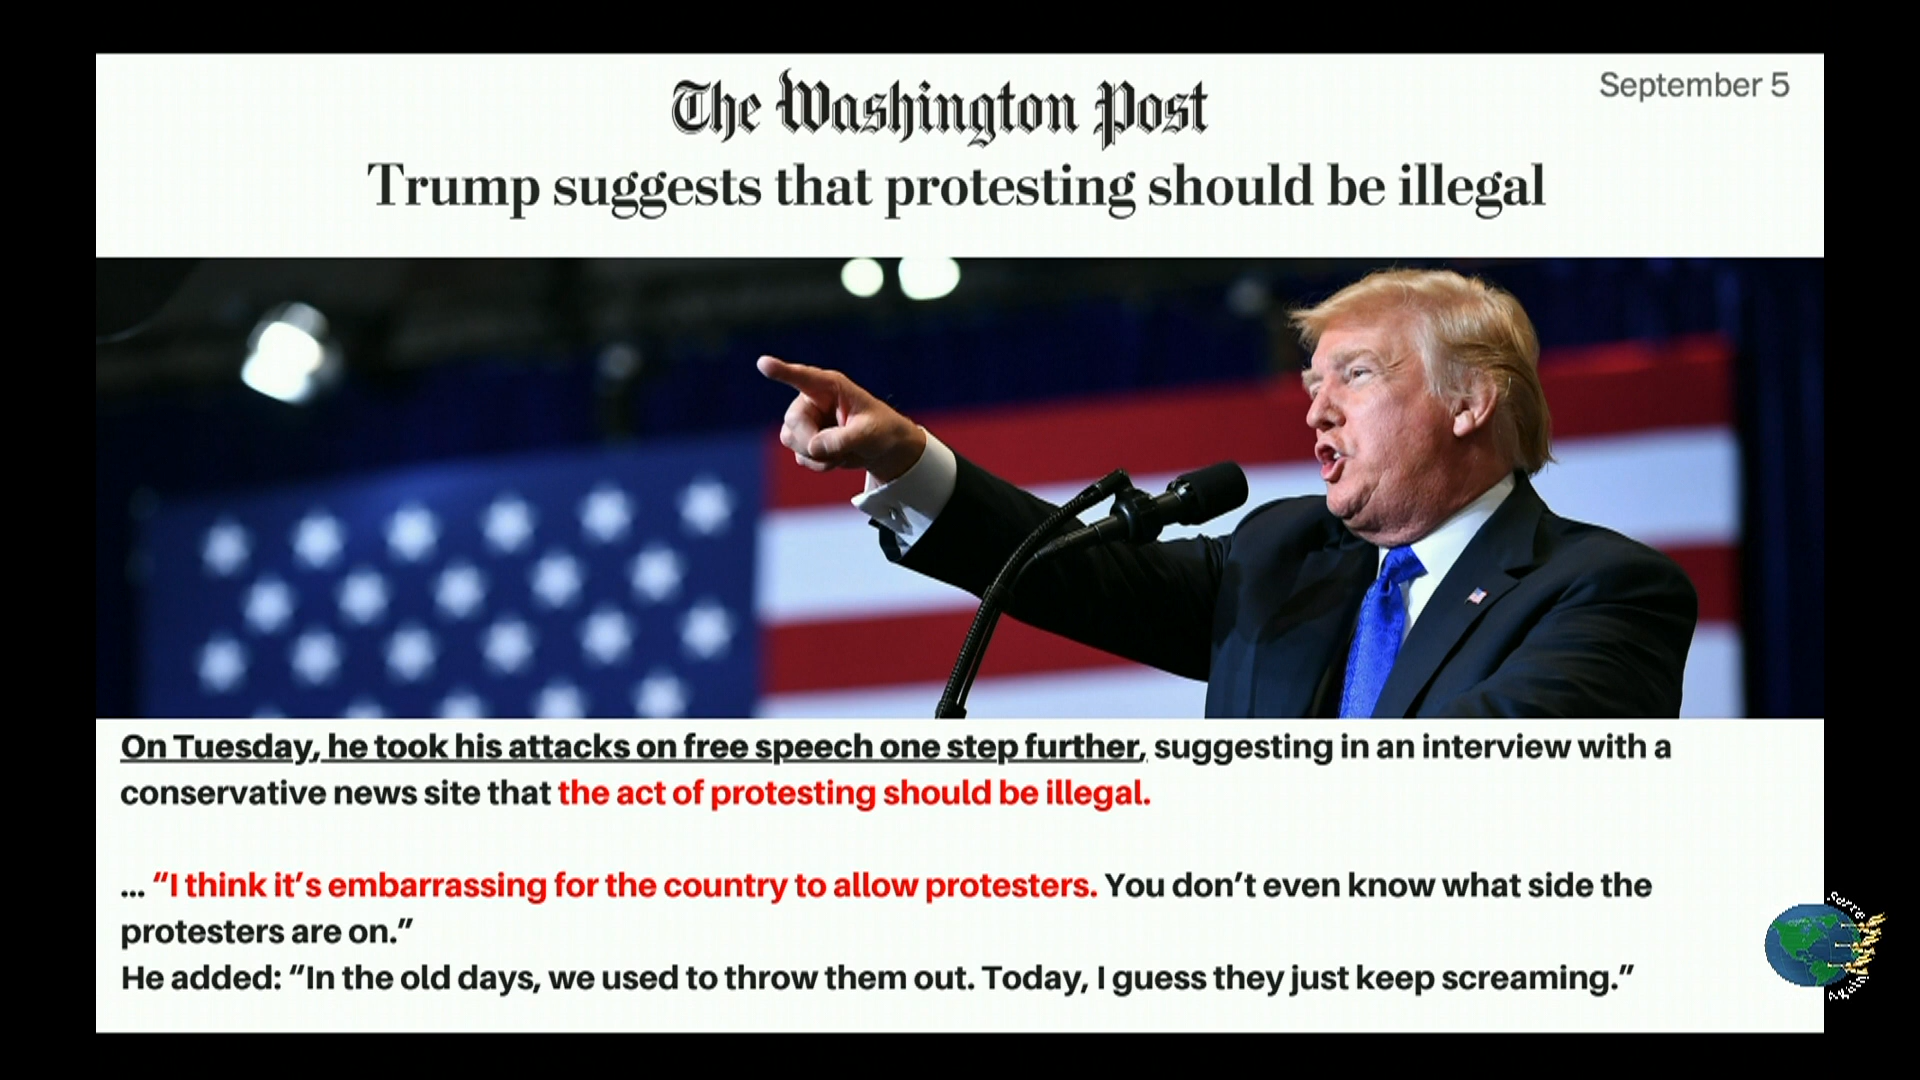 The Washington Post
September 5
Trump suggests that protesting should be illegal
On Tuesday, he took his attacks on free speech one step further, suggesting in an interview with a
conservative news site that the act of protesting should be illegal.
... “I think it’s embarrassing for the country to allow protesters. You don’t even know what side the
protesters are on.”
He added: “In the old days, we used to throw them out. Today, I guess they just keep screaming.”